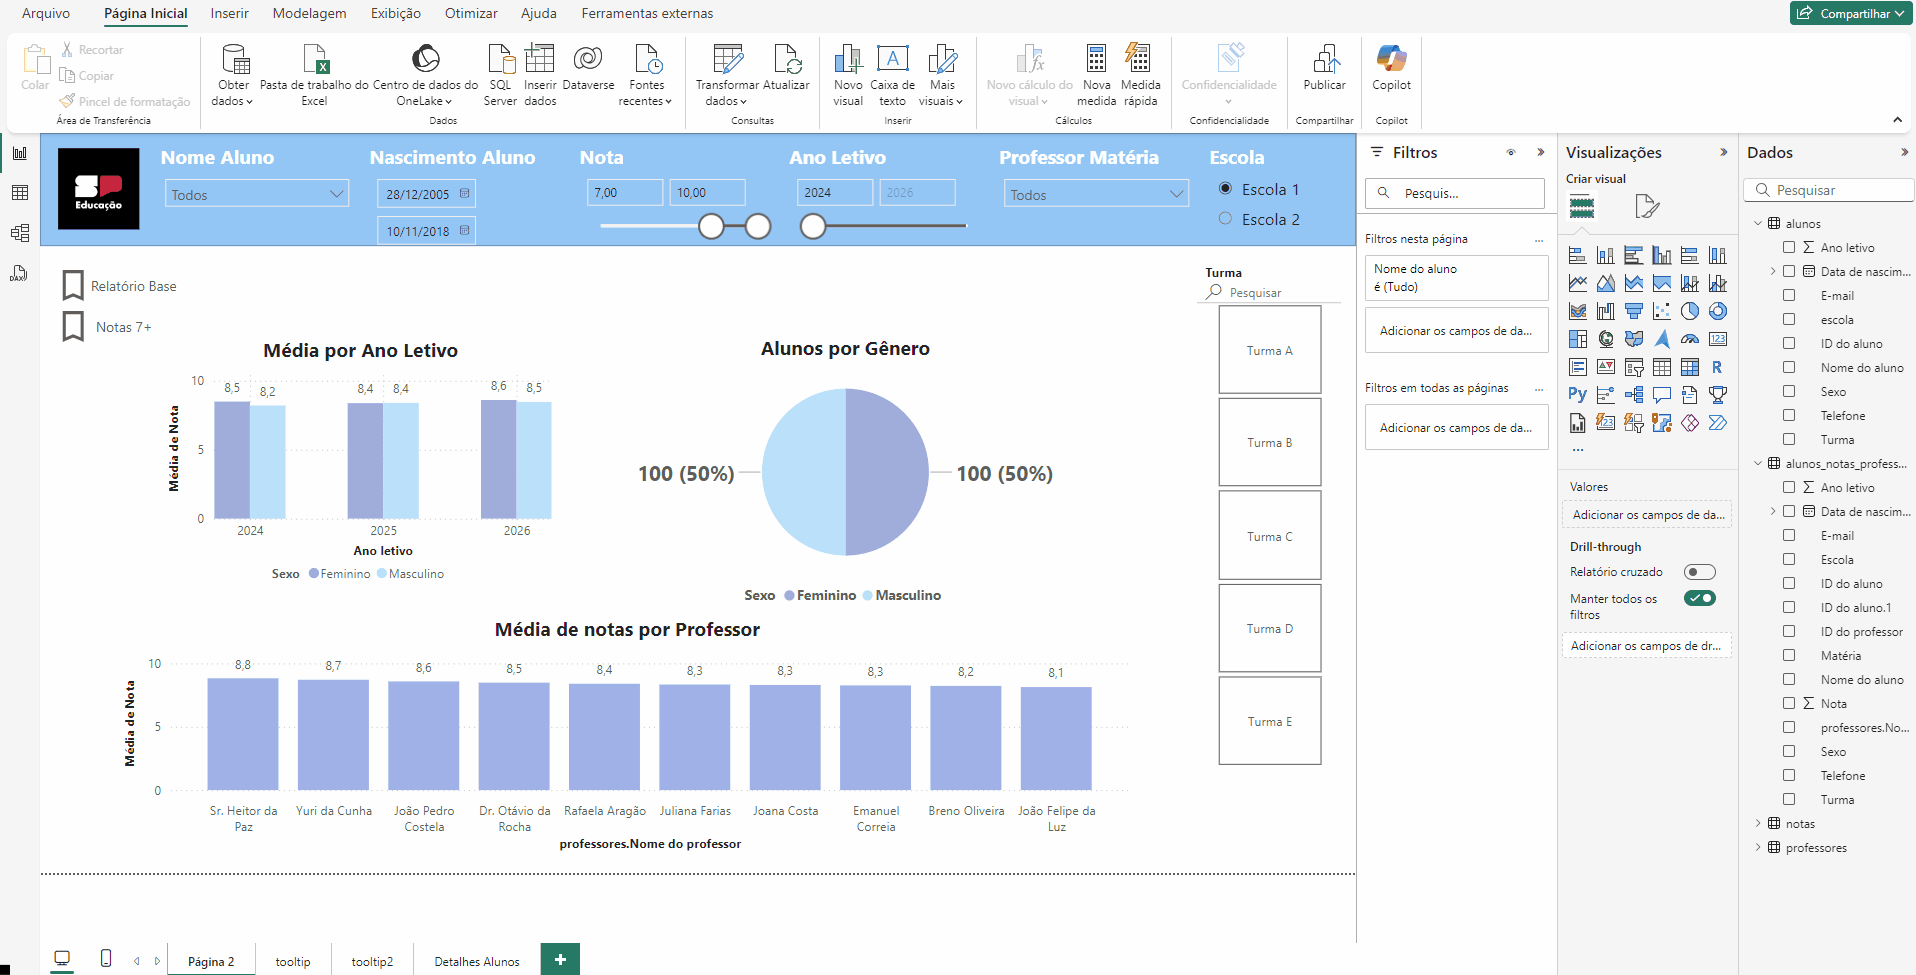 Arquivo
Página Inicial
Inserir
Modelagem
Exibição
Otimizar
Ajuda
Ferramentas externas
Compartilhar
Colar
Recortar
Copiar
Pincel de formatação
Área de Transferência
Obter
dados
Pasta de trabalho do
Excel
Centro de dados do
OneLake
SQL
Server
Inserir
dados
Dataverse
Fontes
recentes
Dados
Transformar
dados
Atualizar
Consultas
Novo
visual
Caixa de
texto
Mais
visuais
Inserir
Novo cálculo do
visual
Nova
medida
Medida
rápida
Cálculos
Confidencialidade
Confidencialidade
Publicar
Compartilhar
Copilot
Copilot
SP
Educação
Nome Aluno
Todos
Nascimento Aluno
28/12/2005
10/11/2018
Nota
7,00
10,00
Ano Letivo
2024
2026
Professor Matéria
Todos
Escola
Escola 1
Escola 2
Relatório Base
Notas 7+
Média por Ano Letivo
Média de Nota
10
5
0
8,5
8,2
8,4
8,4
8,6
8,5
2024
2025
2026
Ano letivo
Sexo
Feminino
Masculino
Alunos por Gênero
100 (50%)
100 (50%)
Sexo
Feminino
Masculino
Turma
Pesquisar
Turma A
Turma B
Turma C
Turma D
Turma E
Média de notas por Professor
Média de Nota
10
5
0
8,8
8,7
8,6
8,5
8,4
8,3
8,3
8,3
8,2
8,1
Sr. Heitor da
Paz
Yuri da Cunha
João Pedro
Costela
Dr. Otávio da
Rocha
Rafaela Aragão
Juliana Farias
Joana Costa
Emanuel
Correia
Breno Oliveira
João Felipe da
Luz
professores.Nome do professor
Página 2
tooltip
tooltip2
Detalhes Alunos
Filtros
Pesquis...
Filtros nesta página
Nome do aluno
é (Tudo)
Adicionar os campos de da...
Filtros em todas as páginas
Adicionar os campos de da...
Visualizações
Criar visual
123
R
Py
123
...
Valores
Adicionar os campos de da...
Drill-through
Relatório cruzado
Manter todos os
filtros
Adicionar os campos de dr...
Dados
Pesquisar
alunos
Ano letivo
Data de nascim...
E-mail
escola
ID do aluno
Nome do aluno
Sexo
Telefone
Turma
alunos_notas_profess...
Ano letivo
Data de nascim...
E-mail
Escola
ID do aluno
ID do aluno.1
ID do professor
Matéria
Nome do aluno
Nota
professores.No...
Sexo
Telefone
Turma
notas
professores